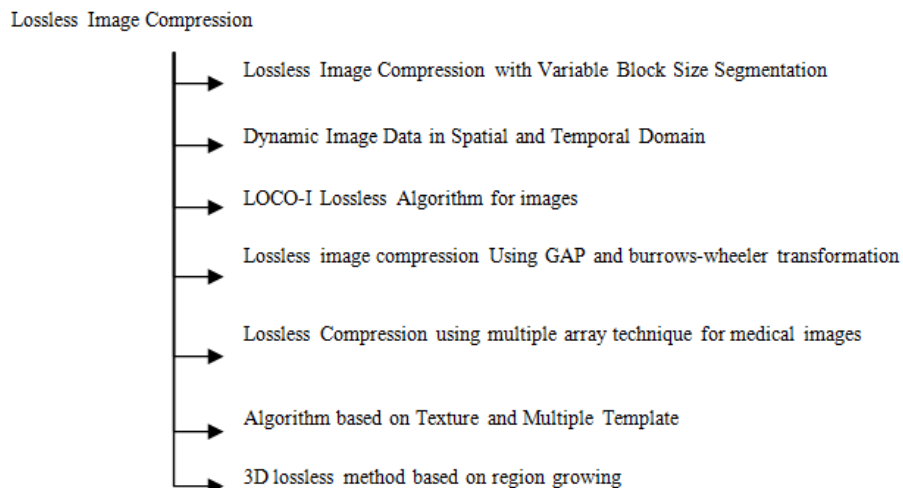 Lossless Image Compression
Lossless Image Compression with Variable Block Size Segmentation
Dynamic Image Data in Spatial and Temporal Domain
LOCO-I Lossless Algorithm for images
Lossless image compression Using GAP and burrows-wheeler transformation
Lossless Compression using multiple array technique for medical images
Algorithm based on Texture and Multiple Template
3D lossless method based on region growing